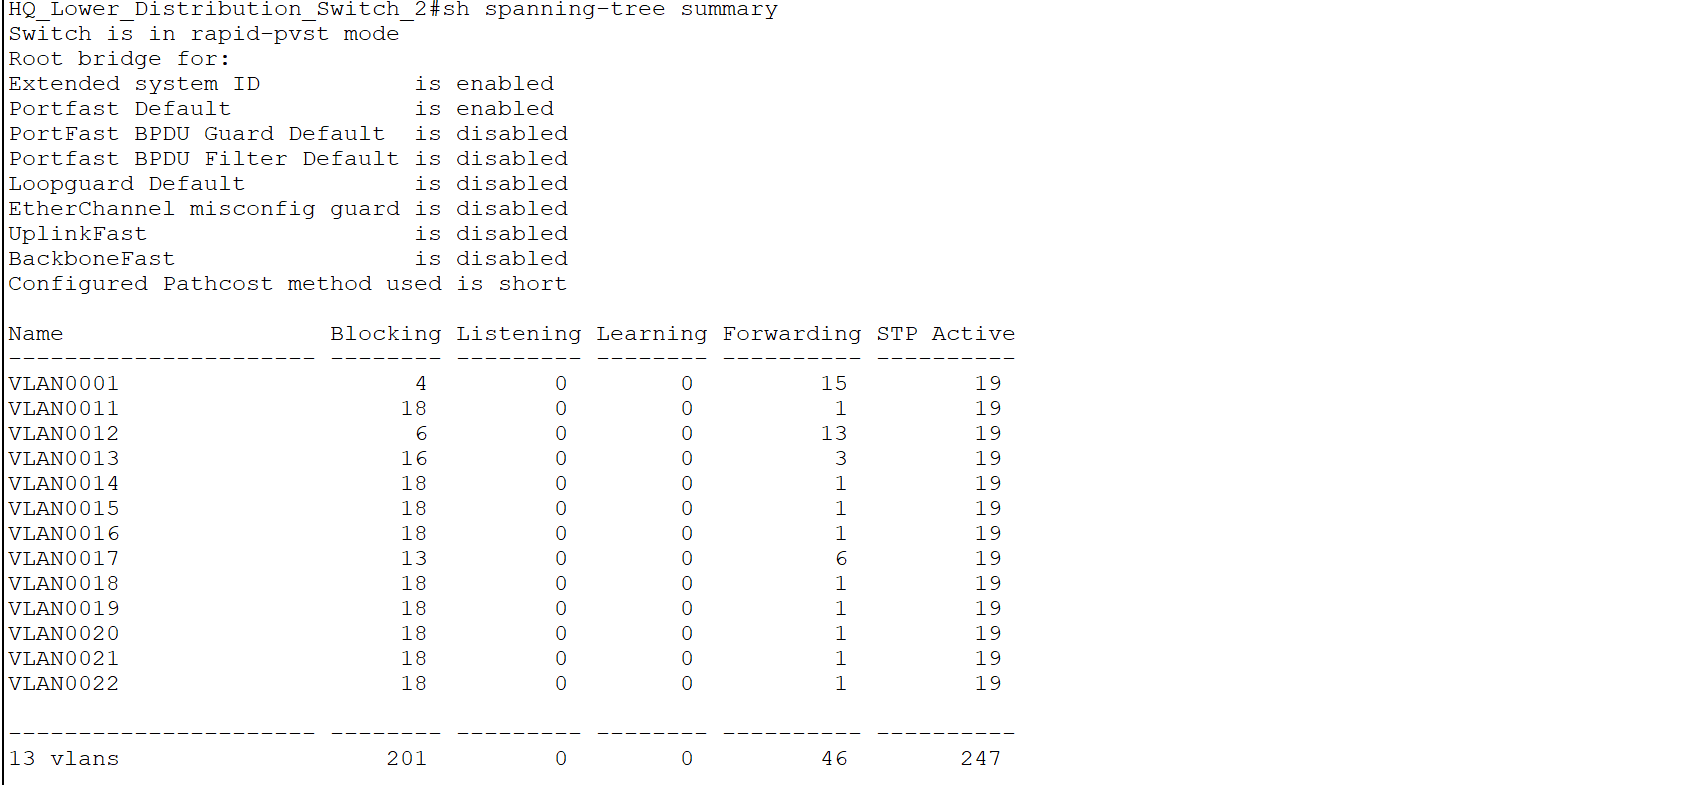 HQ_Lower_Distribution_Switch_2#sh spanning-tree summary
Switch is in rapid-pvst mode
Root bridge for:
Extended system ID           is enabled
Portfast Default             is enabled
PortFast BPDU Guard Default  is disabled
Portfast BPDU Filter Default is disabled
Loopguard Default            is disabled
EtherChannel misconfig guard is disabled
UplinkFast                   is disabled
BackboneFast                 is disabled
Configured Pathcost method used is short

Name                   Blocking Listening Learning Forwarding STP Active
---------------------- -------- --------- -------- ---------- ----------
VLAN0001                     4         0        0         15         19
VLAN0011                    18         0        0          1         19
VLAN0012                     6         0        0         13         19
VLAN0013                    16         0        0          3         19
VLAN0014                    18         0        0          1         19
VLAN0015                    18         0        0          1         19
VLAN0016                    18         0        0          1         19
VLAN0017                    13         0        0          6         19
VLAN0018                    18         0        0          1         19
VLAN0019                    18         0        0          1         19
VLAN0020                    18         0        0          1         19
VLAN0021                    18         0        0          1         19
VLAN0022                    18         0        0          1         19

---------------------- -------- --------- -------- ---------- ----------
13 vlans                   201         0        0         46        247